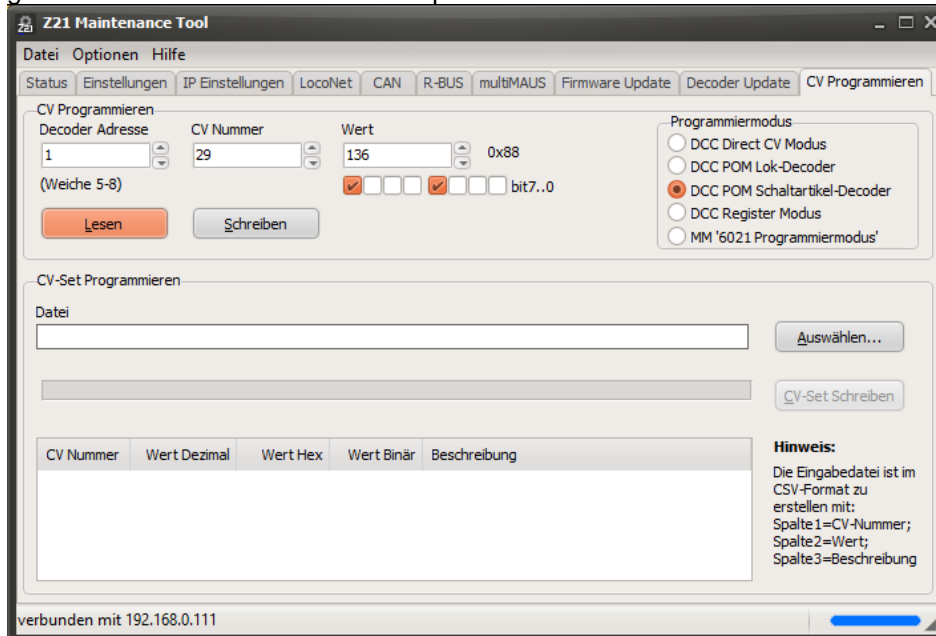 Z21 Maintenance Tool
Datei Optionen Hilfe
Status Einstellungen IP Einstellungen LocoNet CAN R-BUS multiMAUS Firmware Update Decoder Update CV Programmieren
CV Programmieren
Decoder Adresse CV Nummer Wert
1 29 136 0x88
(Weiche 5-8) bit7..0
Lesen Schreiben
Programmiermodus
DCC Direct CV Modus
DCC POM Lok-Decoder
DCC POM Schaltartikel-Decoder
DCC Register Modus
MM '6021 Programmiermodus'
CV-Set Programmieren
Datei
Auswählen...
CV-Set Schreiben
CV Nummer Wert Dezimal Wert Hex Wert Binär Beschreibung
Hinweis:
Die Eingabedatei ist im
CSV-Format zu
erstellen mit:
Spalte1=CV-Nummer;
Spalte2=Wert;
Spalte3=Beschreibung
verbunden mit 192.168.0.111